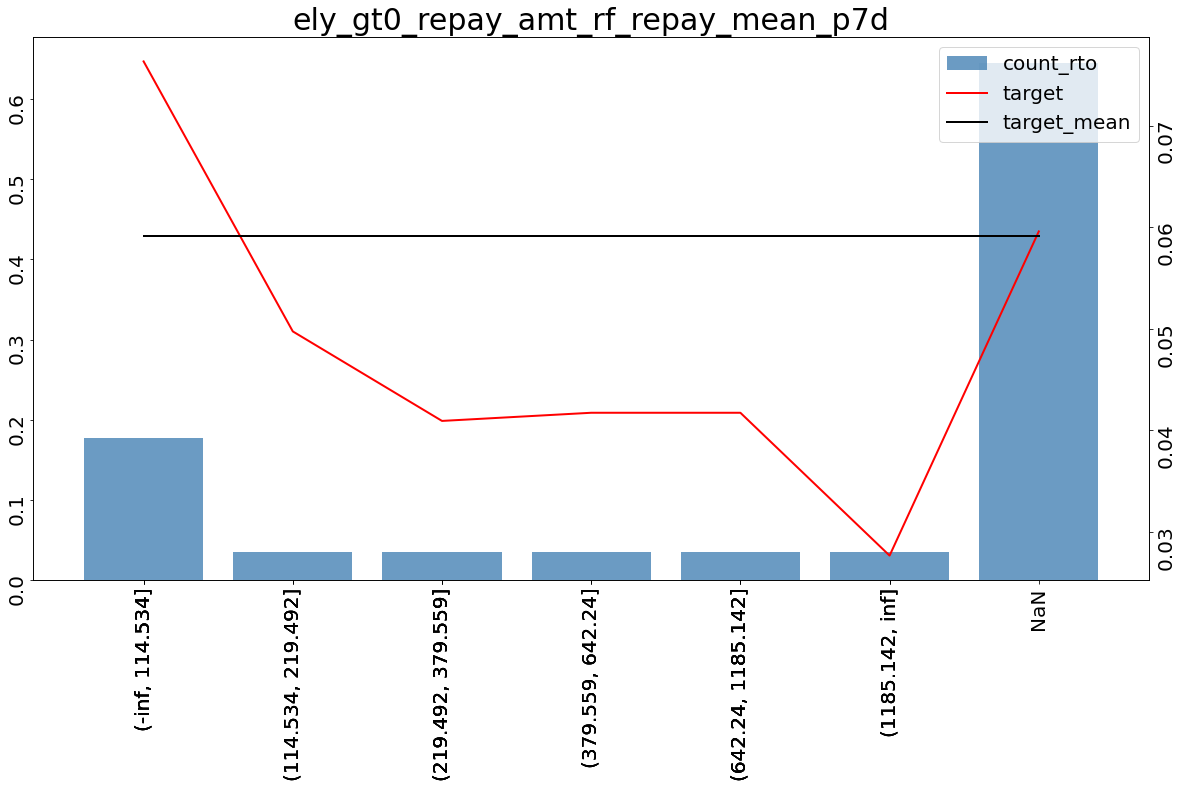 ely_gt0_repay_amt_rf_repay_mean_p7d
count_rto
target
target_mean
0.6
0.5
0.4
0.3
0.2
0.1
0.0
0.07
0.06
0.05
0.04
0.03
(-inf, 114.534]
(114.534, 219.492]
(219.492, 379.559]
(379.559, 642.24]
(642.24, 1185.142]
(1185.142, inf]
NaN